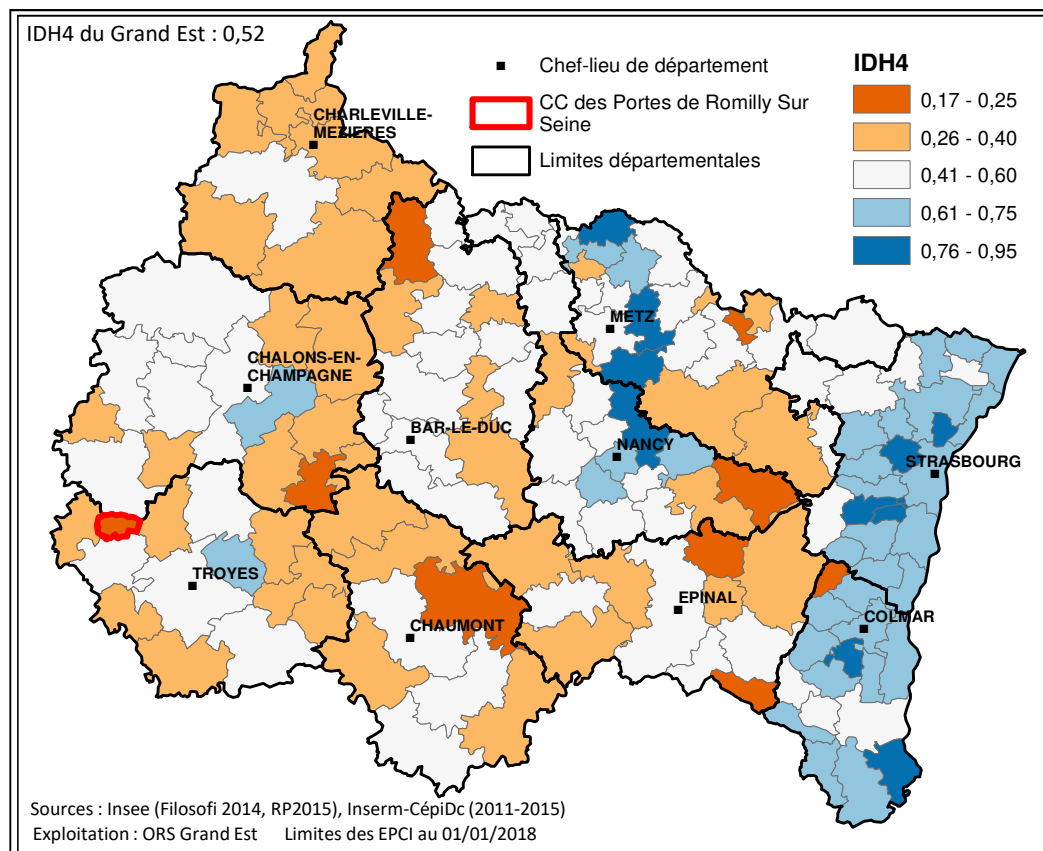 IDH4 du Grand Est : 0,52
Chef-lieu de département
CC des Portes de Romilly Sur
Seine
Limites départementales
IDH4
0,17 - 0,25
0,26 - 0,40
0,41 - 0,60
0,61 - 0,75
0,76 - 0,95
CHARLEVILLE-
MEZIERES
METZ
CHALONS-EN-
CHAMPAGNE
BAR-LE-DUC
NANCY
STRASBOURG
TROYES
EPINAL
CHAUMONT
COLMAR
Sources : Insee (Filosofi 2014, RP2015), Inserm-CépiDc (2011-2015)
Exploitation : ORS Grand Est Limites des EPCI au 01/01/2018